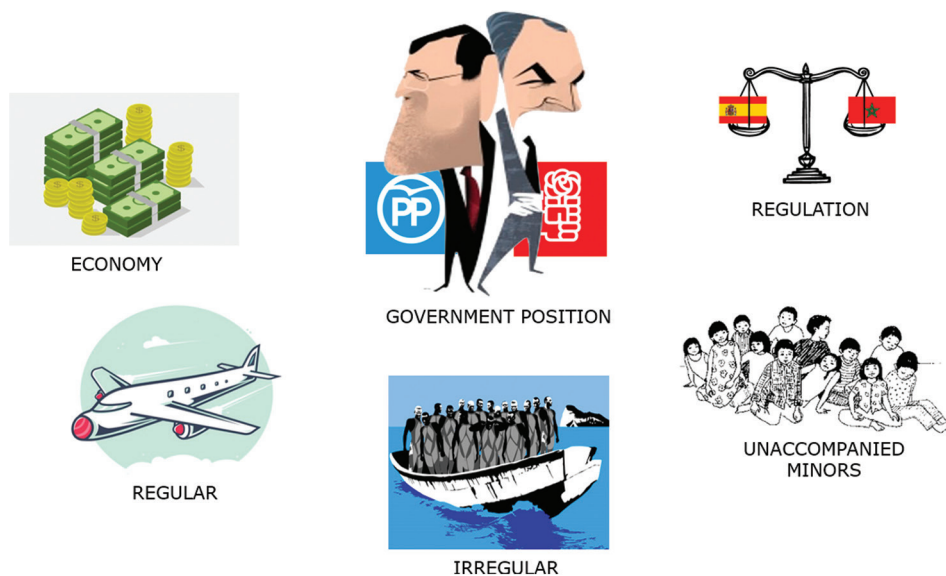 PP
REGULATION
ECONOMY
GOVERNMENT POSITION
UNACCOMPANIED
MINORS
REGULAR
IRREGULAR